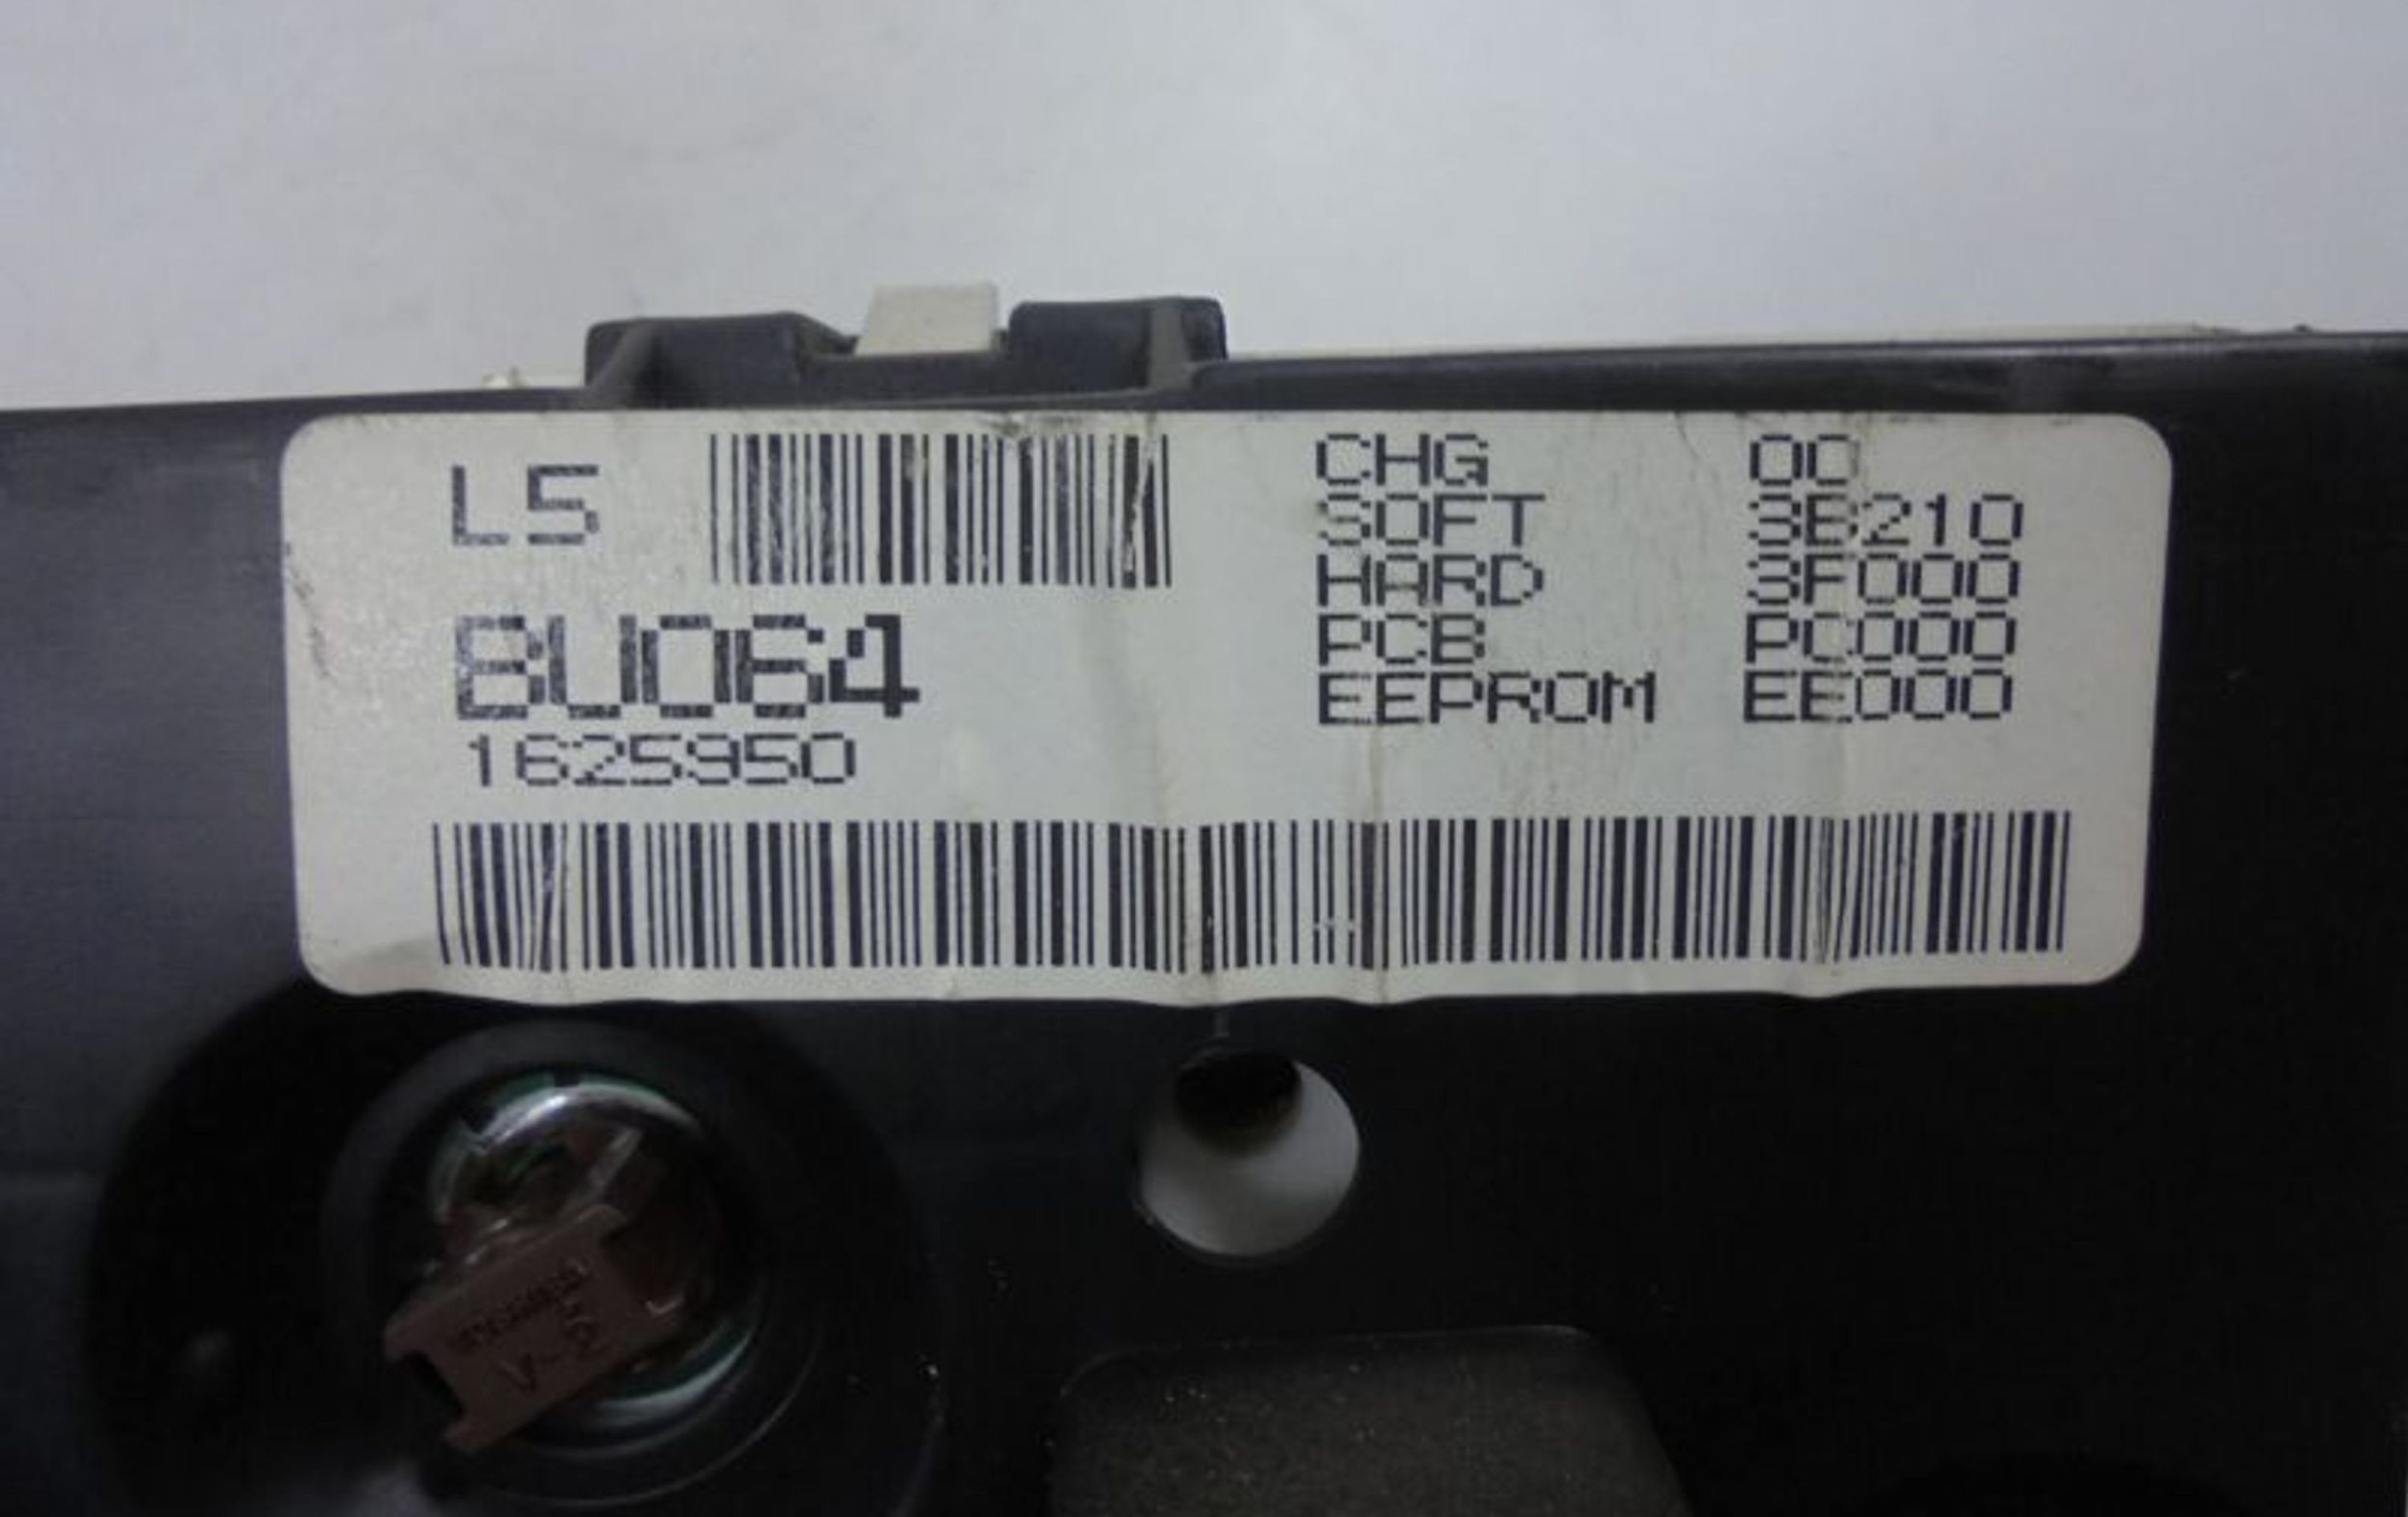 L5
BU064
1625950
CHG 00
SOFT 3B210
HARD 3F000
PCB PC000
EEPROM EE000